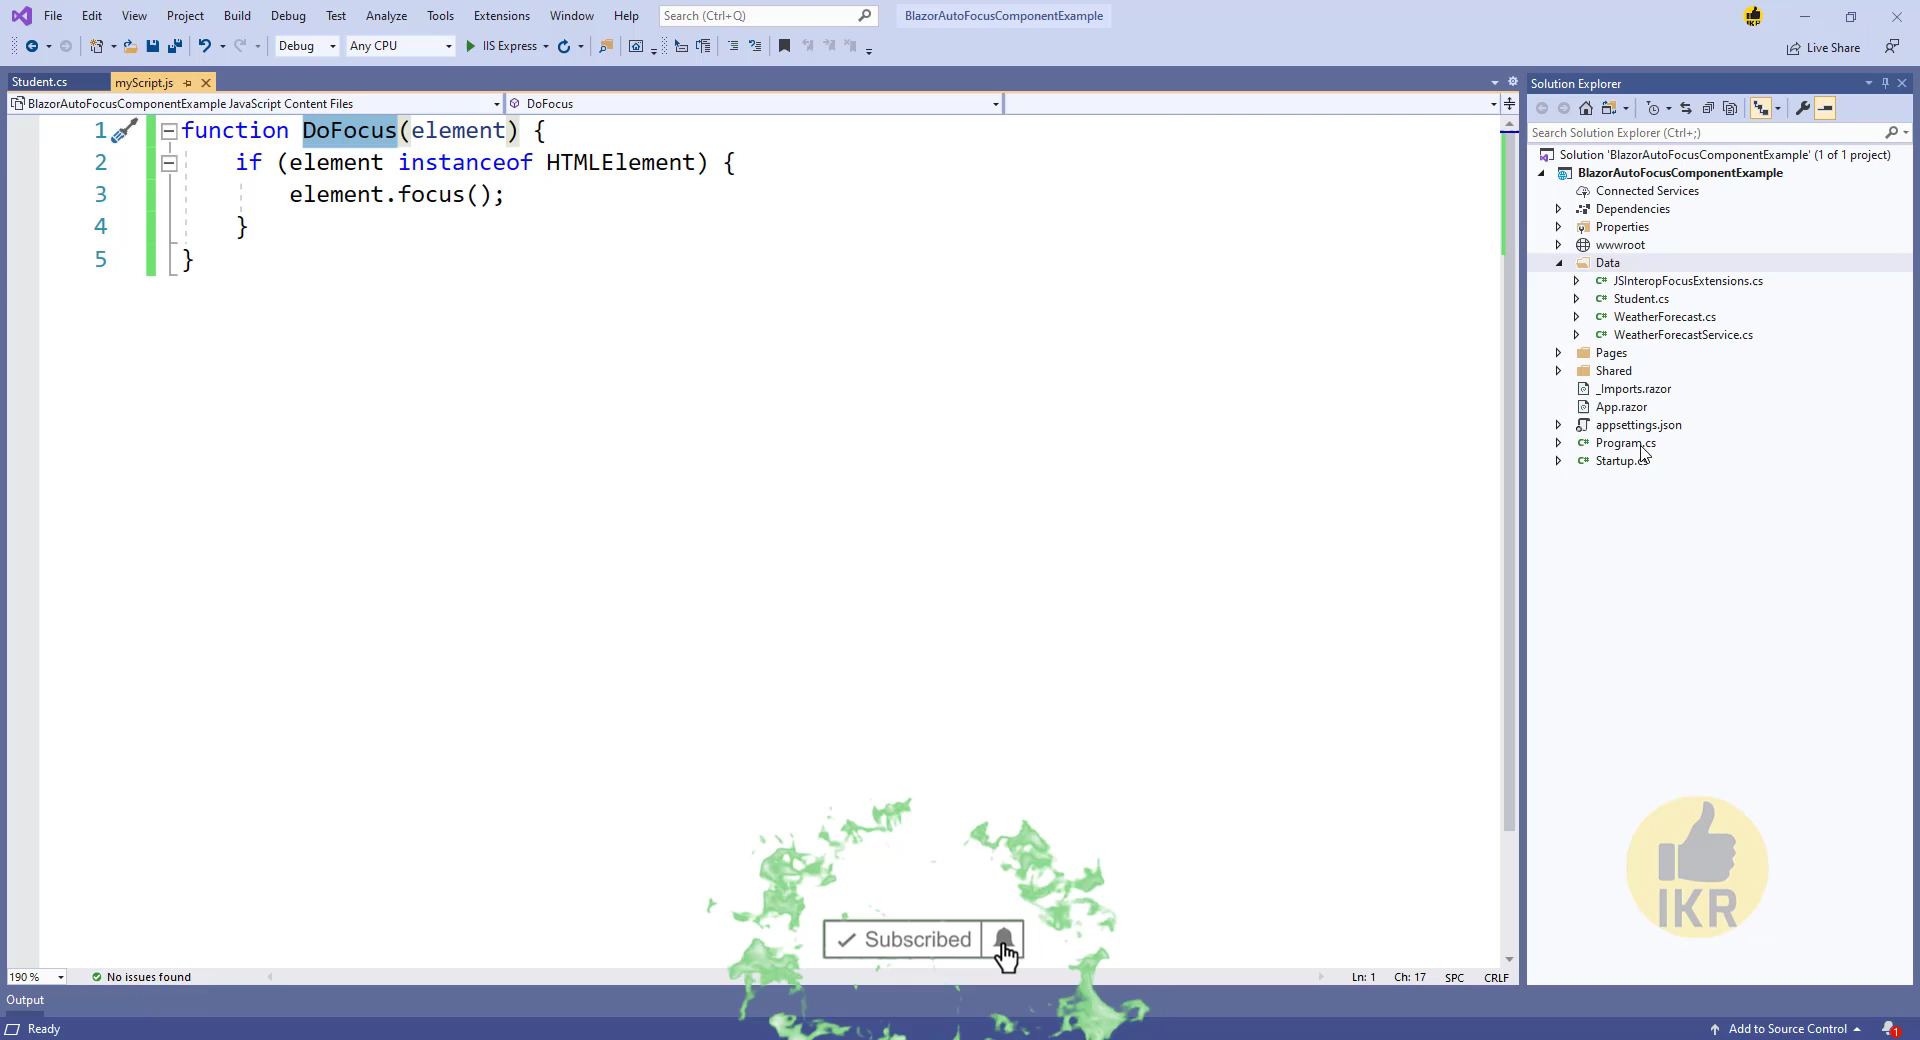 File Edit View Project Build Debug Test Analyze Tools Extensions Window Help Search (Ctrl+Q) BlazorAutoFocusComponentExample
Debug Any CPU IIS Express Live Share
Student.cs myScript.js
BlazorAutoFocusComponentExample JavaScript Content Files DoFocus
1 function DoFocus(element) {
2 if (element instanceof HTMLElement) {
3 element.focus();
4 }
5 }
190 % No issues found Ln: 1 Ch: 17 SPC CRLF
Output
Ready
Add to Source Control 1
Solution Explorer
Search Solution Explorer (Ctrl+;)
Solution 'BlazorAutoFocusComponentExample' (1 of 1 project)
BlazorAutoFocusComponentExample
Connected Services
Dependencies
Properties
wwwroot
Data
C# JSInteropFocusExtensions.cs
C# Student.cs
C# WeatherForecast.cs
C# WeatherForecastService.cs
Pages
Shared
_Imports.razor
App.razor
appsettings.json
C# Program.cs
C# Startup.cs
IKR
Subscribed